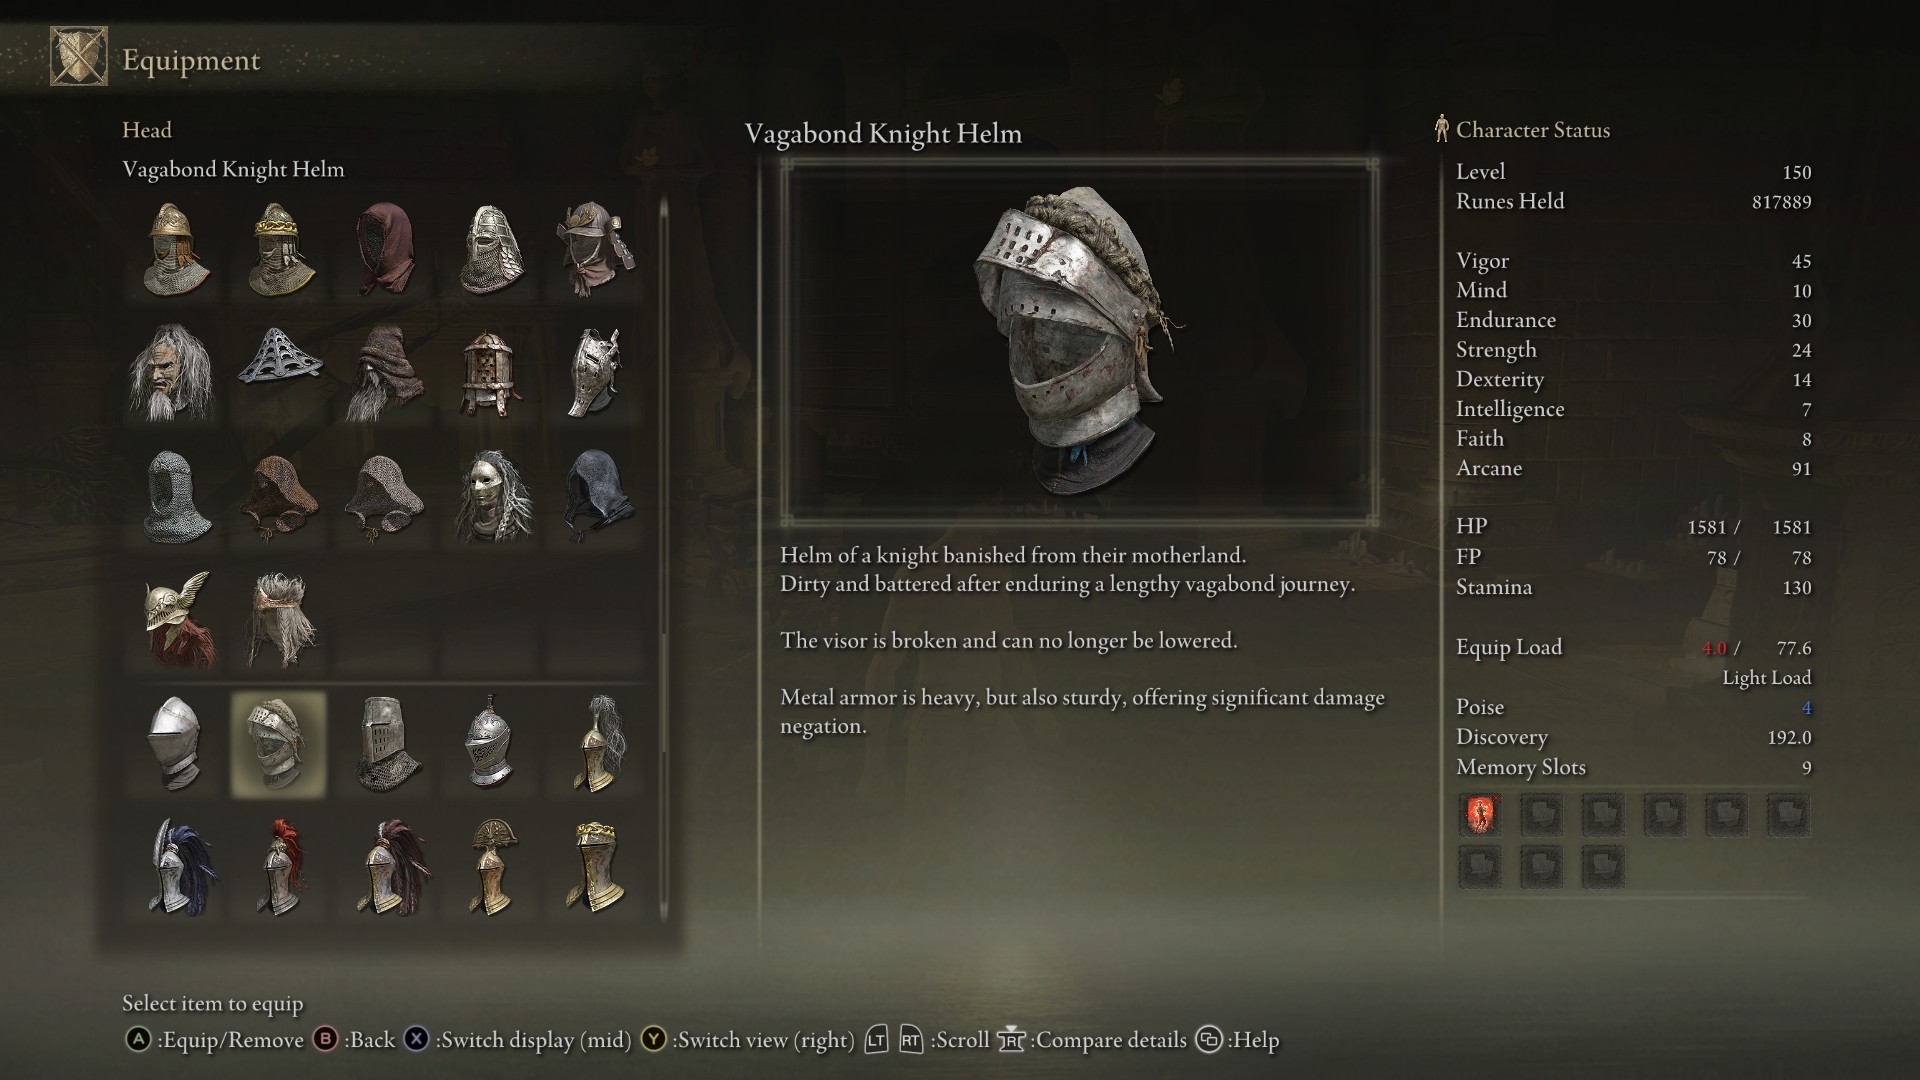 Equipment
Head
Vagabond Knight Helm
Vagabond Knight Helm
Helm of a knight banished from their motherland.
Dirty and battered after enduring a lengthy vagabond journey.
The visor is broken and can no longer be lowered.
Metal armor is heavy, but also sturdy, offering significant damage
negation.
Character Status
Level 150
Runes Held 817889
Vigor 45
Mind 10
Endurance 30
Strength 24
Dexterity 14
Intelligence 7
Faith 8
Arcane 91
HP 1581 / 1581
FP 78 / 78
Stamina 130
Equip Load 4.0 / 77.6
Light Load
Poise 4
Discovery 192.0
Memory Slots 9
Select item to equip
A :Equip/Remove B :Back X :Switch display (mid) Y :Switch view (right) LT RT :Scroll R :Compare details :Help